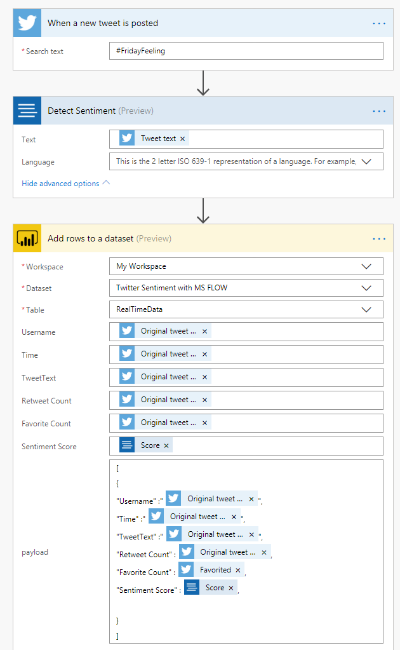 When a new tweet is posted
* Search text #FridayFeeling
Detect Sentiment (Preview)
Text Tweet text ×
Language This is the 2 letter ISO 639-1 representation of a language. For example,
Hide advanced options
Add rows to a dataset (Preview)
* Workspace My Workspace
* Dataset Twitter Sentiment with MS FLOW
* Table RealTimeData
Username Original tweet ... ×
Time Original tweet ... ×
TweetText Original tweet ... ×
Retweet Count Original tweet ... ×
Favorite Count Original tweet ... ×
Sentiment Score Score ×
payload
[
{
"Username" :" Original tweet ... × ",
"Time" :" Original tweet ... × ",
"TweetText" :" Original tweet ... × ",
"Retweet Count" : Original tweet ... × ,
"Favorite Count" : Favorited × ,
"Sentiment Score" : Score × ,
}
]